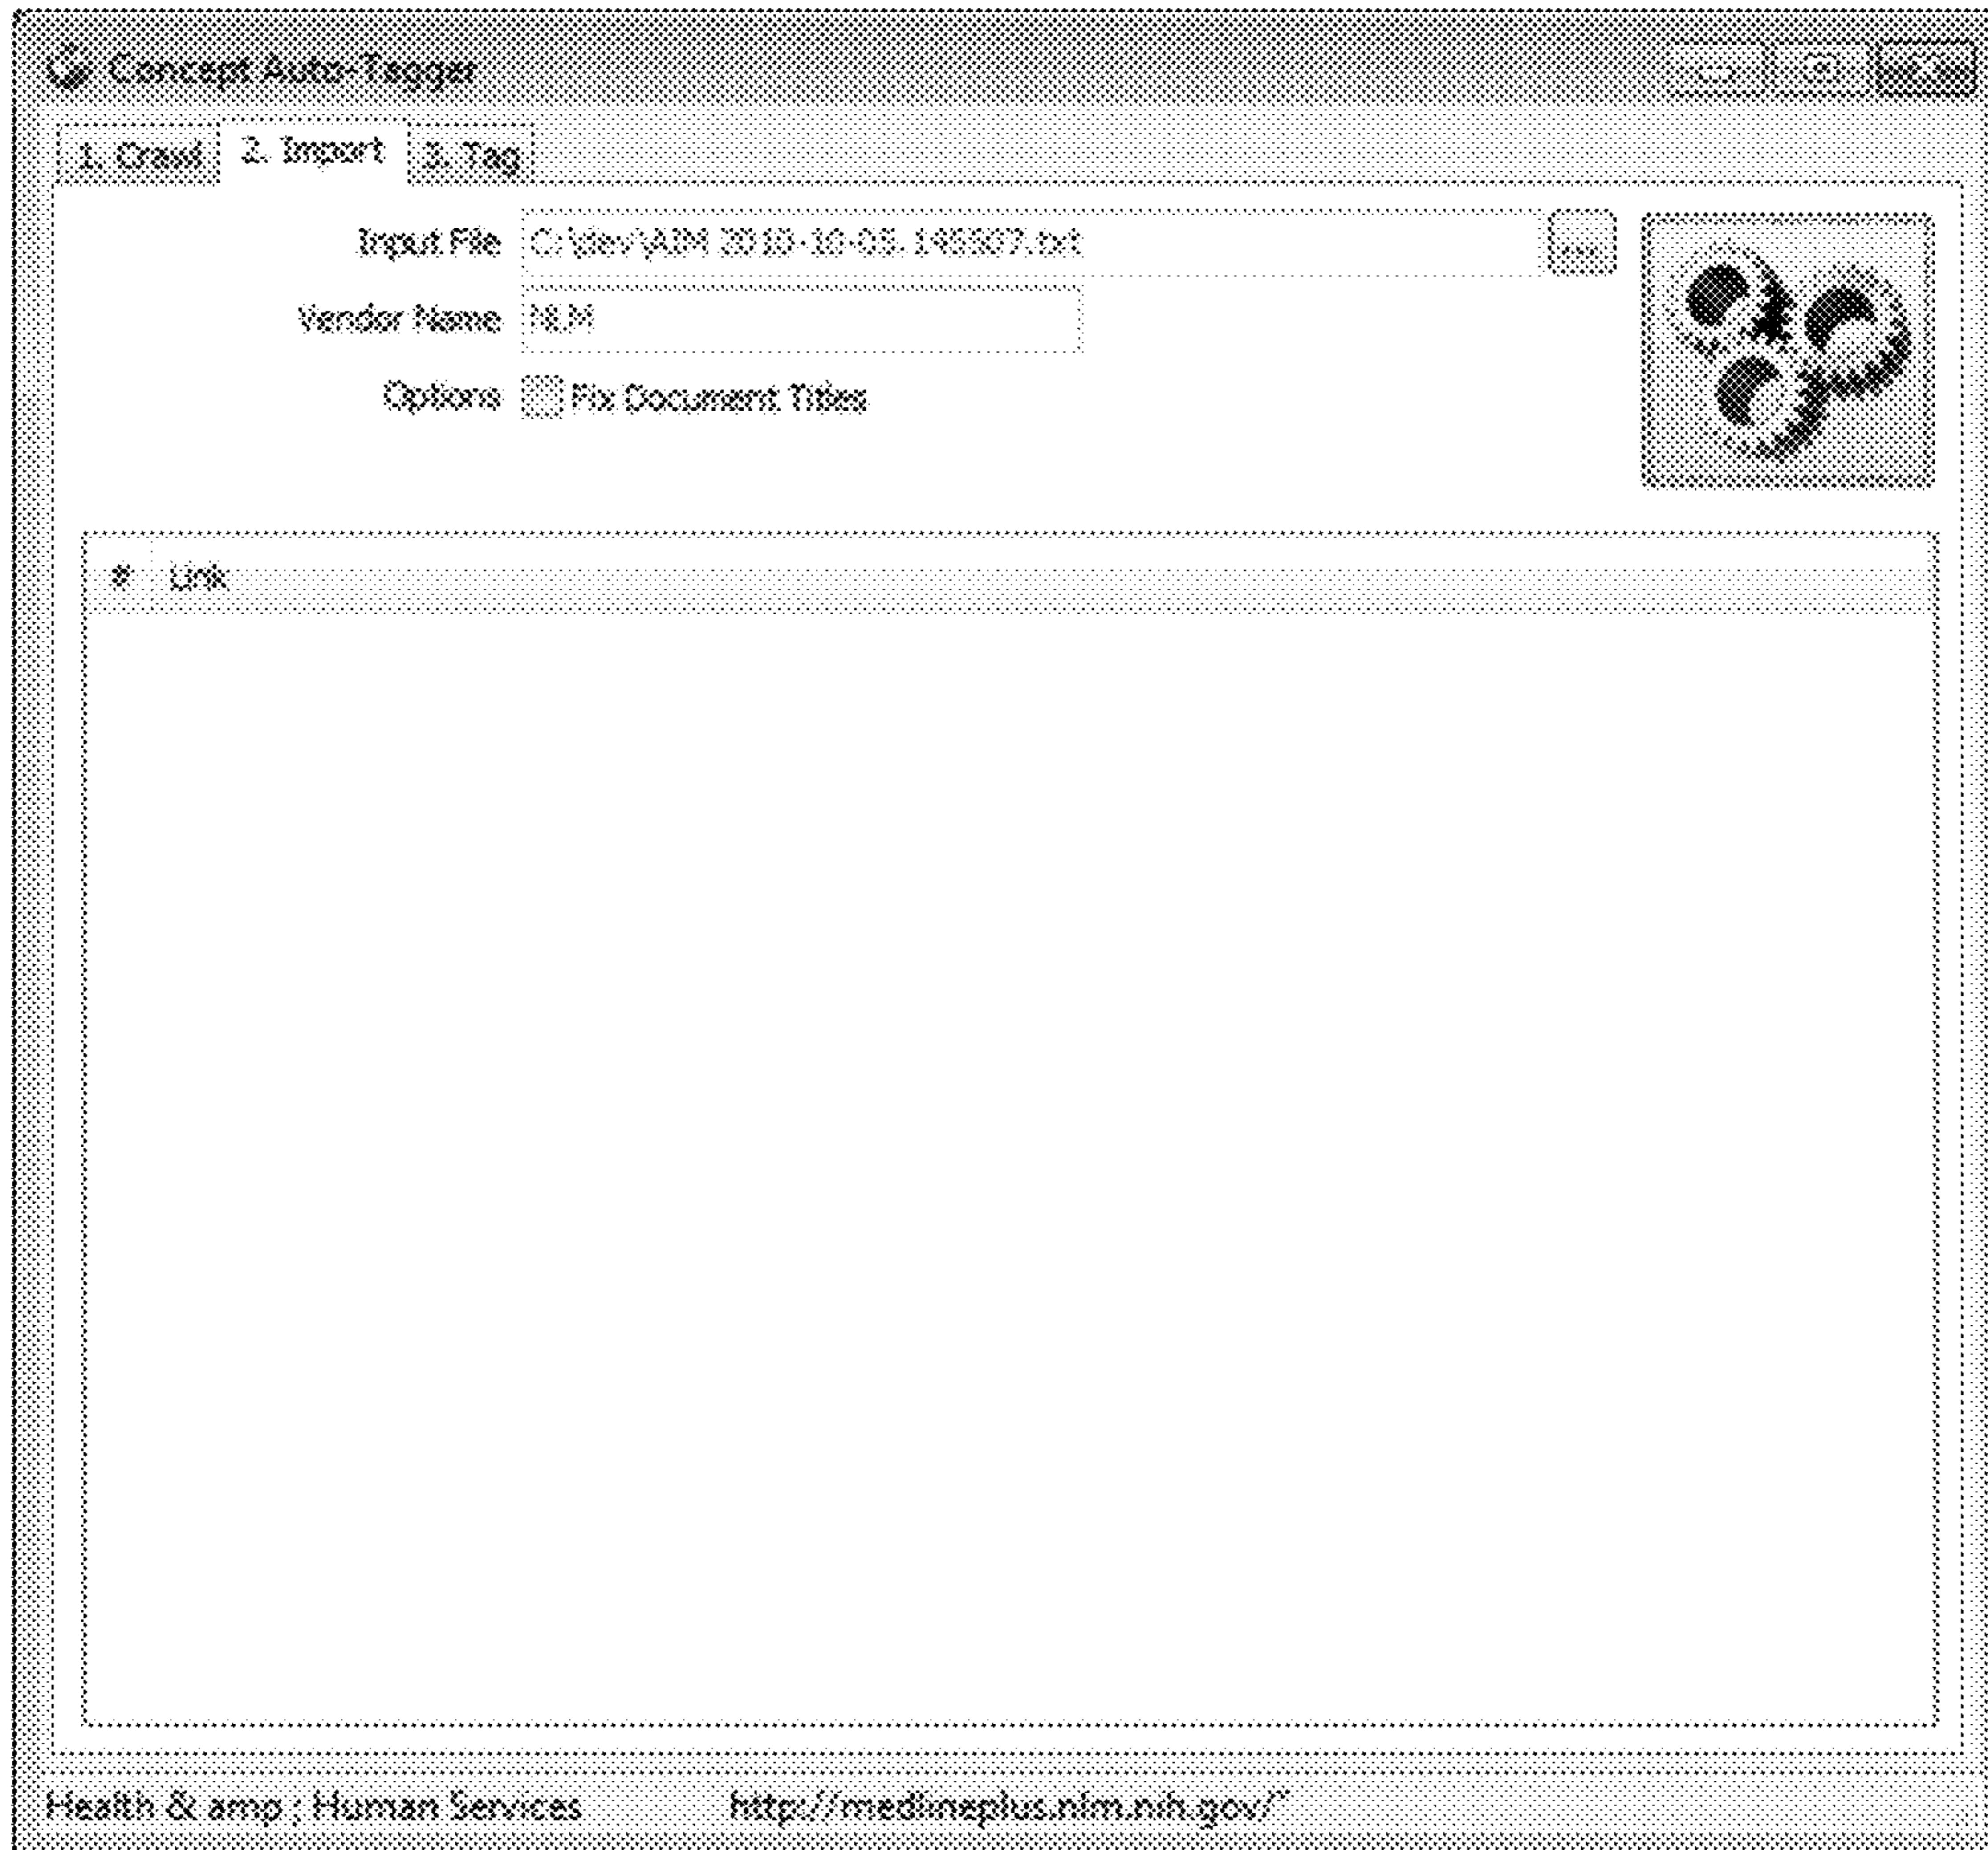 Concept Auto-Tagger
1. Crawl 2. Import 3. Tag
Input File C:\dev\AIM 2010-10-05.145307.txt ...
Vendor Name NLM
Options Fix Document Titles
# Link
Health & amp ; Human Services http://medlineplus.nlm.nih.gov/